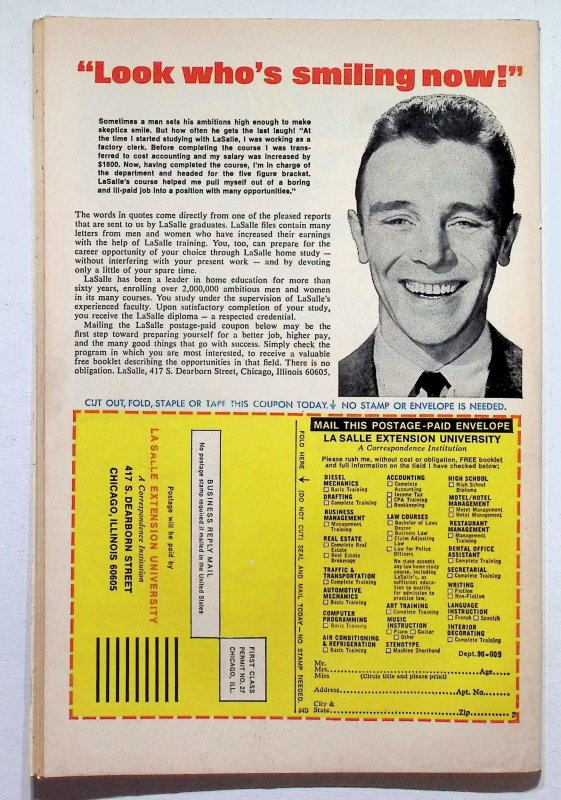 “Look who’s smiling now!”
Sometimes a man sets his ambitions high enough to make
skeptics smile. But how often he gets the last laugh! “At
the time I started studying with LaSalle, I was working as a
factory clerk. Before completing the course I was trans-
ferred to cost accounting and my salary was increased by
$1800. Now, having completed the course, I’m in charge of
the department and headed for the five figure bracket.
LaSalle’s course helped me pull myself out of a boring
and ill-paid job into a position with many opportunities.”
The words in quotes come directly from one of the pleased reports
that are sent to us by LaSalle graduates. LaSalle files contain many
letters from men and women who have increased their earnings
with the help of LaSalle training. You, too, can prepare for the
career opportunity of your choice through LaSalle home study —
without interfering with your present work — and by devoting
only a little of your spare time.
LaSalle has been a leader in home education for more than
sixty years, enrolling over 2,000,000 ambitious men and women
in its many courses. You study under the supervision of LaSalle’s
experienced faculty. Upon satisfactory completion of your study,
you receive the LaSalle diploma — a respected credential.
Mailing the LaSalle postage-paid coupon below may be the
first step toward preparing yourself for a better job, higher pay,
and the many good things that go with success. Simply check the
program in which you are most interested, to receive a valuable
free booklet describing the opportunities in that field. There is no
obligation. LaSalle, 417 S. Dearborn Street, Chicago, Illinois 60605.
CUT OUT, FOLD, STAPLE OR TAPE THIS COUPON TODAY. ↓ NO STAMP OR ENVELOPE IS NEEDED.
BUSINESS REPLY MAIL
No postage stamp required if mailed in the United States
FIRST CLASS
PERMIT NO. 27
CHICAGO, ILL.
Postage will be paid by
LA SALLE EXTENSION UNIVERSITY
A Correspondence Institution
417 S. DEARBORN STREET
CHICAGO, ILLINOIS 60605
FOLD HERE → (DO NOT CUT) SEAL AND MAIL TODAY — NO STAMP NEEDED.
54D
MAIL THIS POSTAGE-PAID ENVELOPE
LA SALLE EXTENSION UNIVERSITY
A Correspondence Institution
Please rush me, without cost or obligation, FREE booklet
and full information on the field I have checked below:
DIESEL
MECHANICS
Basic Training
DRAFTING
Complete Training
BUSINESS
MANAGEMENT
Management
Training
REAL ESTATE
Complete Real
Estate
Real Estate
Brokerage
TRAFFIC &
TRANSPORTATION
Complete Training
AUTOMOTIVE
MECHANICS
Basic Training
COMPUTER
PROGRAMMING
Basic Training
AIR CONDITIONING
& REFRIGERATION
Basic Training
ACCOUNTING
Complete
Accounting
Income Tax
CPA Training
Bookkeeping
LAW COURSES
Bachelor of Laws
Degree
Business Law
Claim Adjusting
Law
Law for Police
Officers
No state accepts
any law home study
course, including
LaSalle’s, as
sufficient educa-
tion to qualify
for admission to
practice law.
ART TRAINING
Complete Training
MUSIC
INSTRUCTION
Piano Guitar
Other
STENOTYPE
Machine Shorthand
HIGH SCHOOL
High School
Diploma
MOTEL/HOTEL
MANAGEMENT
Motel Management
Hotel Management
RESTAURANT
MANAGEMENT
Management
Training
DENTAL OFFICE
ASSISTANT
Complete Training
SECRETARIAL
Complete Training
WRITING
Fiction
Non-Fiction
LANGUAGE
INSTRUCTION
French Spanish
INTERIOR
DECORATING
Complete Training
Dept. 90-009
Mr.
Mrs. Age
Miss (Circle title and please print)
Address Apt. No.
City &
State Zip 2